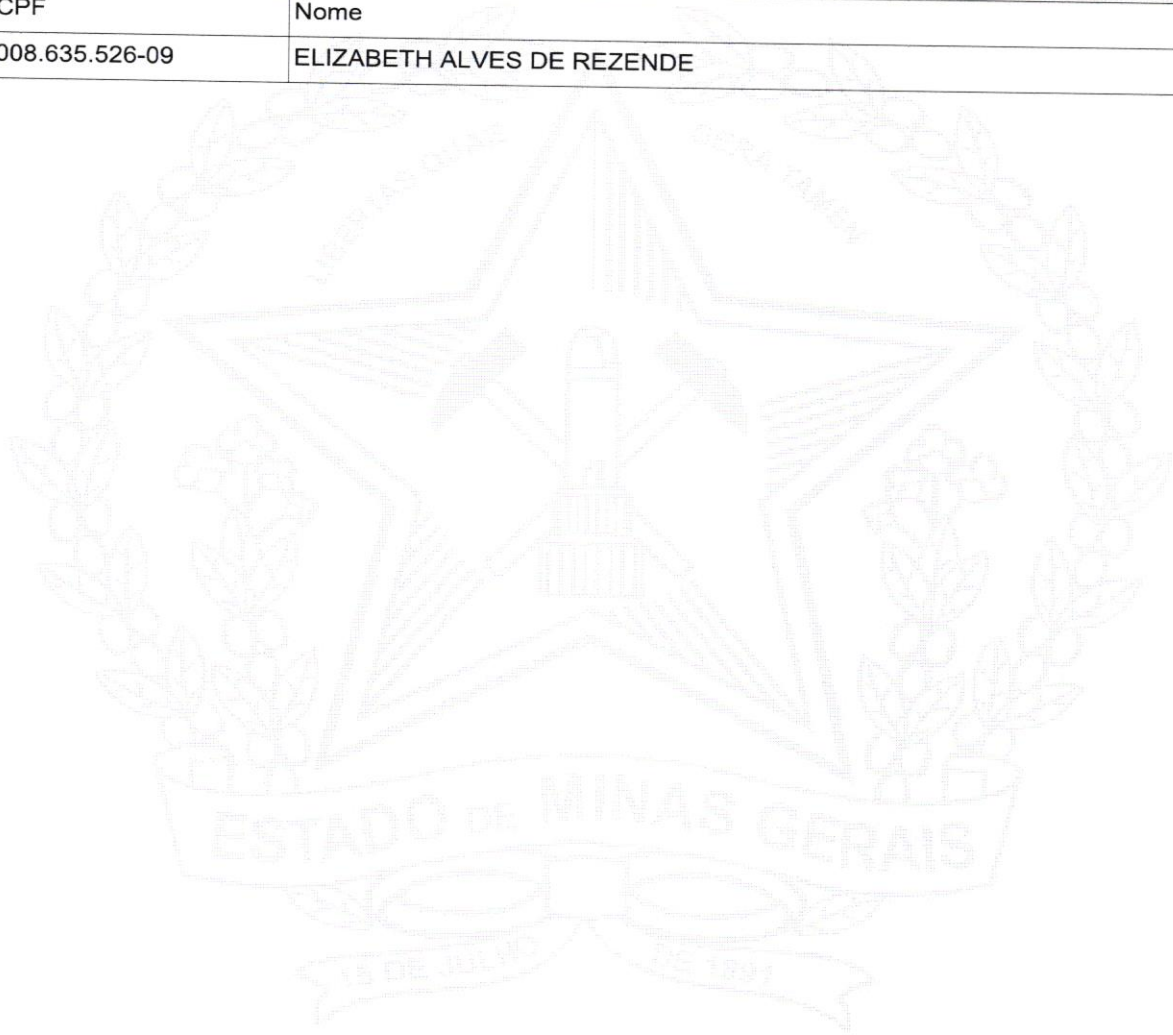 CPF Nome
008.635.526-09 ELIZABETH ALVES DE REZENDE
LIBERTAS QUAE SERA TAMEN
ESTADO DE MINAS GERAIS
15 DE JULHO DE 1891